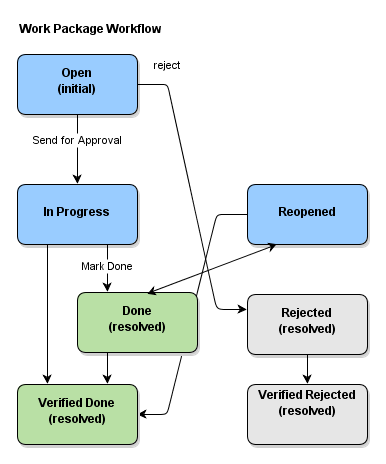 Work Package Workflow
Open
(initial)
reject
Send for Approval
In Progress
Reopened
Mark Done
Done
(resolved)
Rejected
(resolved)
Verified Done
(resolved)
Verified Rejected
(resolved)